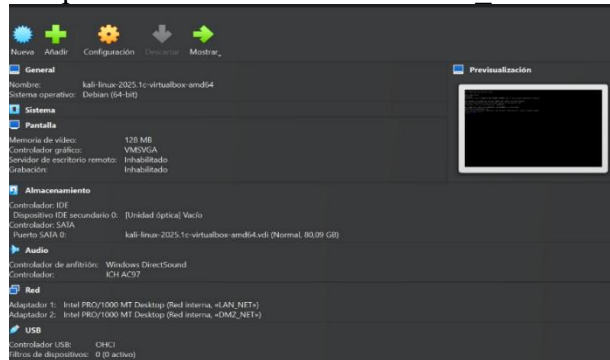 Nueva Añadir Configuración Descartar Mostrar
General
Nombre: kali-linux-2025.1c-virtualbox-amd64
Sistema operativo: Debian (64-bit)
Previsualización
Sistema
Pantalla
Memoria de vídeo: 128 MB
Controlador gráfico: VMSVGA
Servidor de escritorio remoto: Inhabilitado
Grabación: Inhabilitado
Almacenamiento
Controlador: IDE
Dispositivo IDE secundario 0: [Unidad óptica] Vacío
Controlador: SATA
Puerto SATA 0: kali-linux-2025.1c-virtualbox-amd64.vdi (Normal, 80,09 GB)
Audio
Controlador de anfitrión: Windows DirectSound
Controlador: ICH AC97
Red
Adaptador 1: Intel PRO/1000 MT Desktop (Red interna, «LAN_NET»)
Adaptador 2: Intel PRO/1000 MT Desktop (Red interna, «DMZ_NET»)
USB
Controlador USB: OHCI
Filtros de dispositivos: 0 (0 activo)